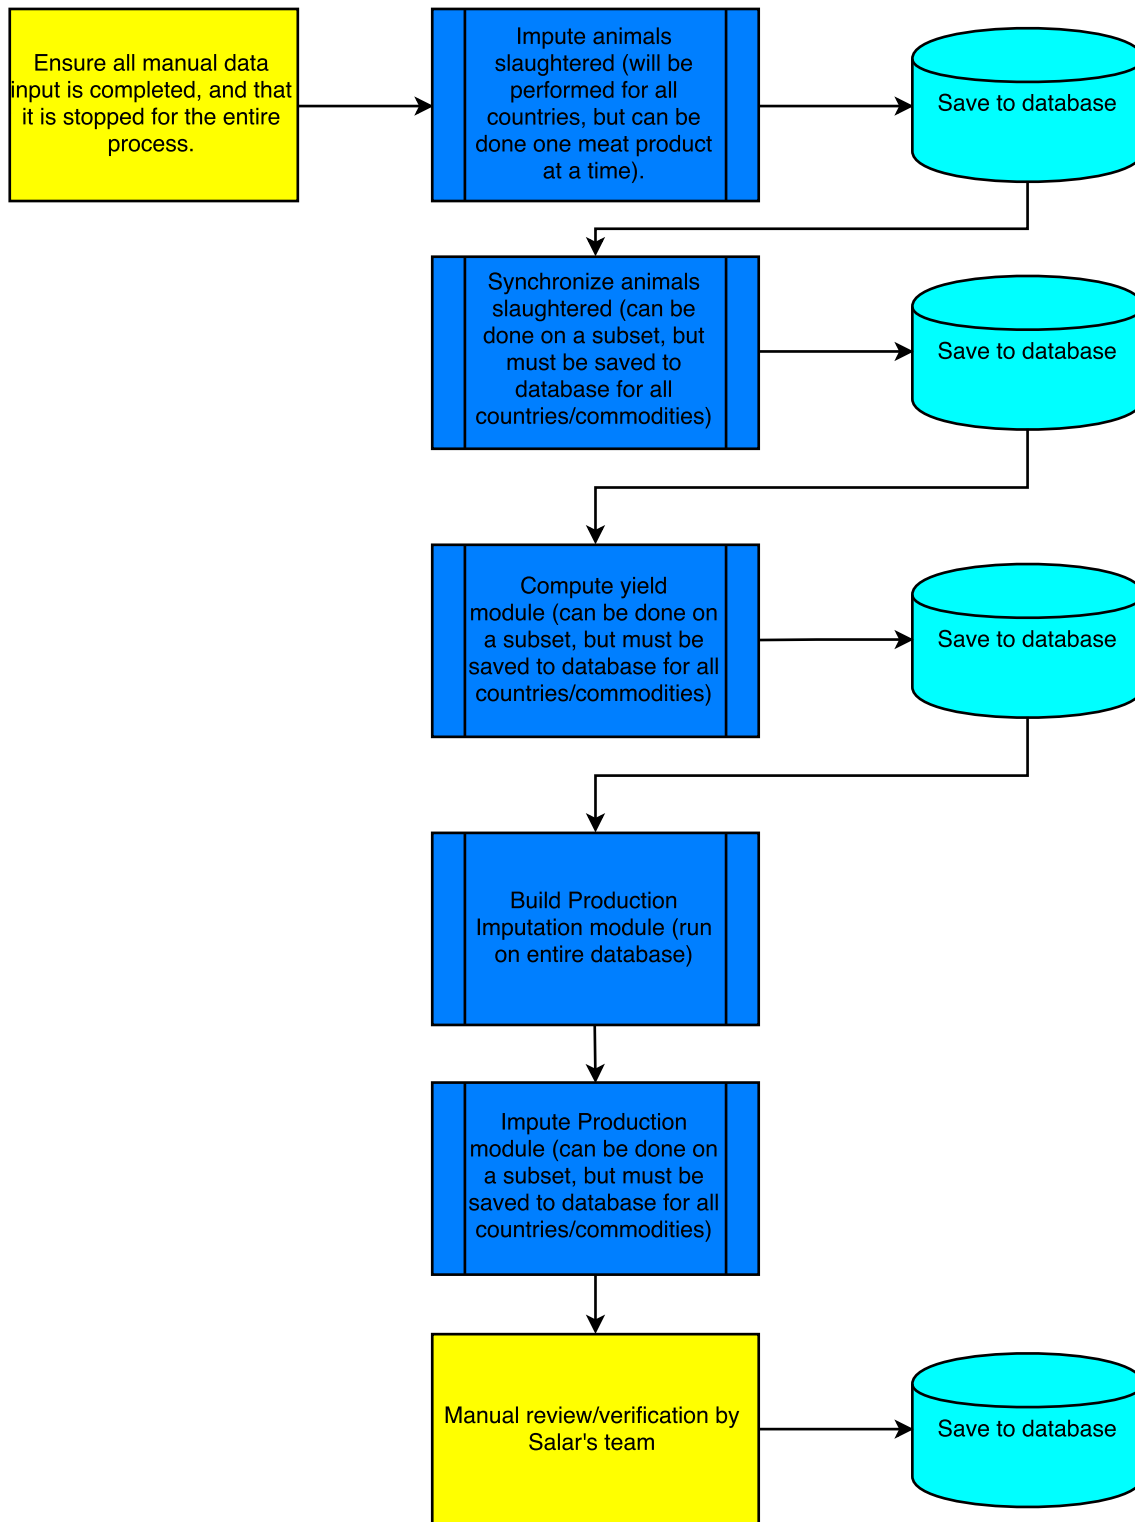 Ensure all manual data
input is completed, and that
it is stopped for the entire
process.
Impute animals
slaughtered (will be
performed for all
countries, but can be
done one meat product
at a time).
Save to database
Synchronize animals
slaughtered (can be
done on a subset, but
must be saved to
database for all
countries/commodities)
Save to database
Compute yield
module (can be done on
a subset, but must be
saved to database for all
countries/commodities)
Save to database
Build Production
Imputation module (run
on entire database)
Impute Production
module (can be done on
a subset, but must be
saved to database for all
countries/commodities)
Manual review/verification by
Salar's team
Save to database